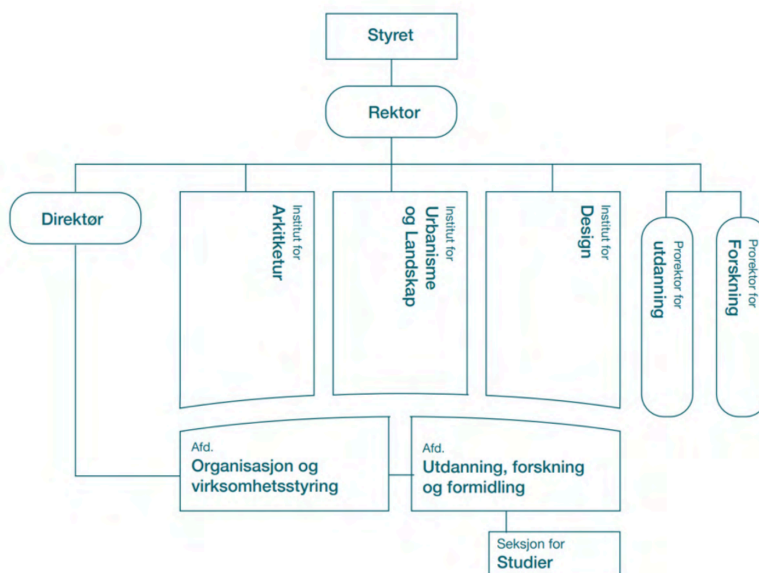 Styret
Rektor
Direktør
Institut for
Arkitketur
Institut for
Urbanisme
og Landskap
Institut for
Design
Prorektor for
utdanning
Prorektor for
Forskning
Afd.
Organisasjon og
virksomhetsstyring
Afd.
Utdanning, forskning
og formidling
Seksjon for
Studier